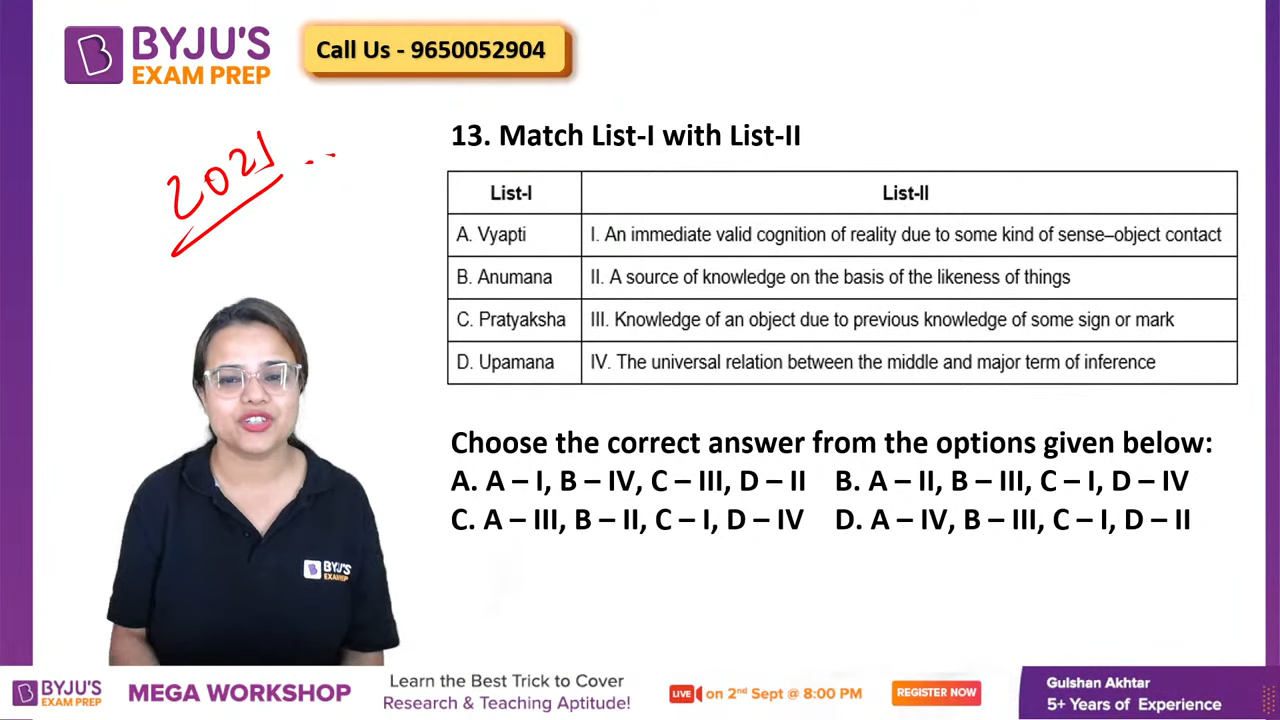 BYJU'S
EXAM PREP
Call Us - 9650052904
2021 ..
13. Match List-I with List-II
List-I List-II
A. Vyapti I. An immediate valid cognition of reality due to some kind of sense–object contact
B. Anumana II. A source of knowledge on the basis of the likeness of things
C. Pratyaksha III. Knowledge of an object due to previous knowledge of some sign or mark
D. Upamana IV. The universal relation between the middle and major term of inference
Choose the correct answer from the options given below:
A. A – I, B – IV, C – III, D – II B. A – II, B – III, C – I, D – IV
C. A – III, B – II, C – I, D – IV D. A – IV, B – III, C – I, D – II
BYJU'S
EXAM PREP
BYJU'S
EXAM PREP
MEGA WORKSHOP
Learn the Best Trick to Cover
Research & Teaching Aptitude!
LIVE on 2nd Sept @ 8:00 PM
REGISTER NOW
Gulshan Akhtar
5+ Years of Experience